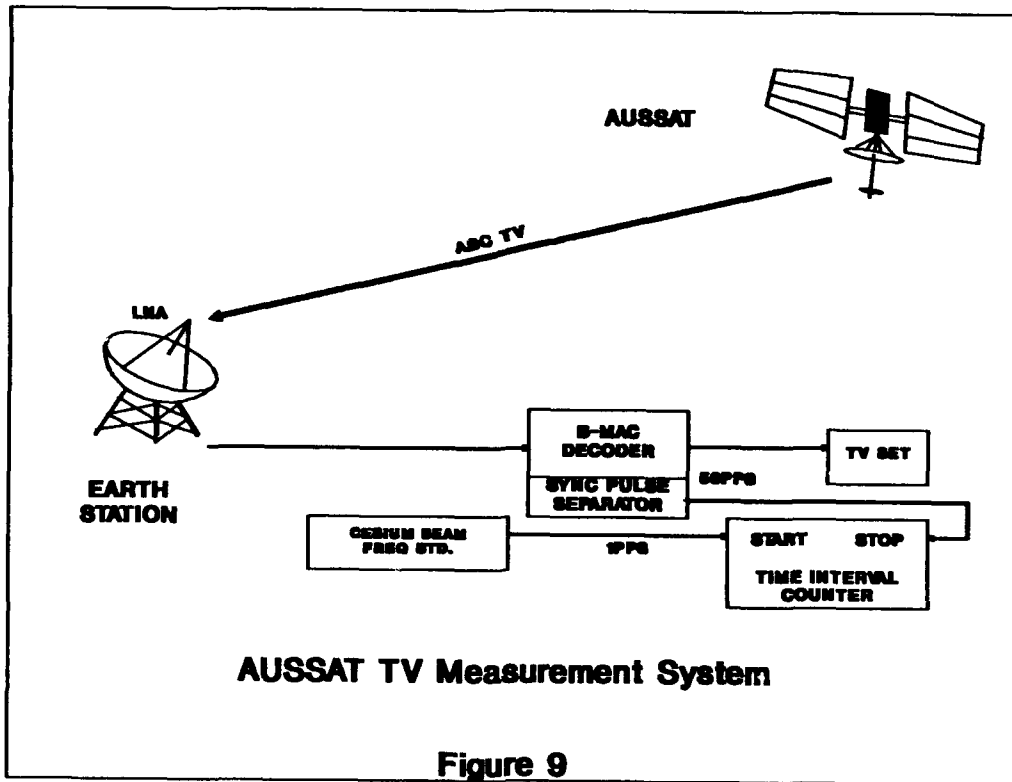 AUSSAT
ABC TV
LNA
EARTH
STATION
B-MAC
DECODER
SYNC PULSE
SEPARATOR
50PPS
TV SET
CESIUM BEAM
FREQ STD.
1PPS
START STOP
TIME INTERVAL
COUNTER
AUSSAT TV Measurement System
Figure 9